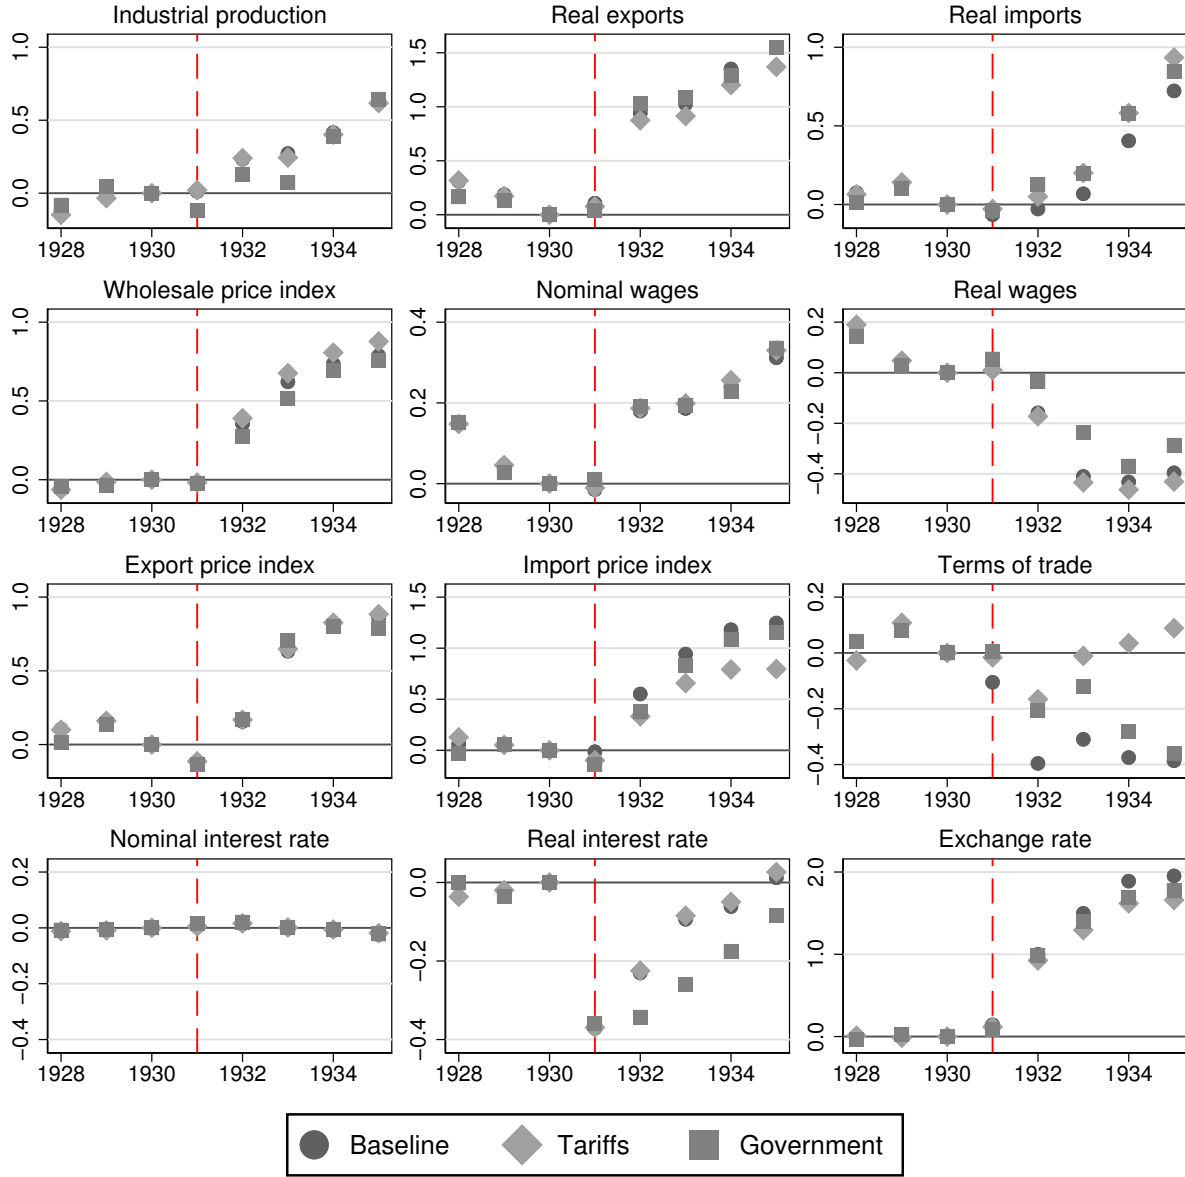 Industrial production
0.0
0.5
1.0
1928 1930 1932 1934
Real exports
0.0
0.5
1.0
1.5
1928 1930 1932 1934
Real imports
0.0
0.5
1.0
1928 1930 1932 1934
Wholesale price index
0.0
0.5
1.0
1928 1930 1932 1934
Nominal wages
0.0
0.2
0.4
1928 1930 1932 1934
Real wages
−0.4
−0.2
0.0
0.2
1928 1930 1932 1934
Export price index
0.0
0.5
1.0
1928 1930 1932 1934
Import price index
0.0
0.5
1.0
1.5
1928 1930 1932 1934
Terms of trade
−0.4
−0.2
0.0
0.2
1928 1930 1932 1934
Nominal interest rate
−0.4
−0.2
0.0
0.2
1928 1930 1932 1934
Real interest rate
−0.4
−0.2
0.0
1928 1930 1932 1934
Exchange rate
0.0
1.0
2.0
1928 1930 1932 1934
Baseline Tariffs Government